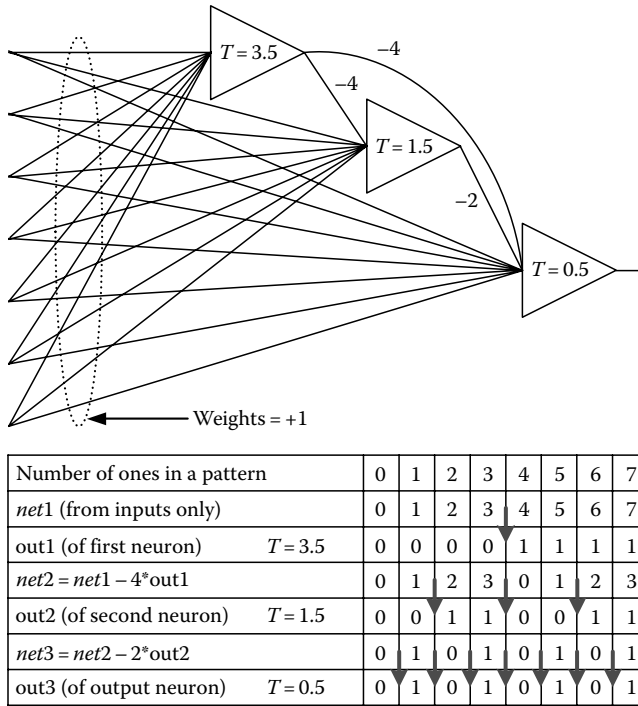 T = 3.5
–4
–4
T = 1.5
–2
T = 0.5
Weights = +1
Number of ones in a pattern 0 1 2 3 4 5 6 7
net1 (from inputs only) 0 1 2 3 4 5 6 7
out1 (of first neuron) T = 3.5 0 0 0 0 1 1 1 1
net2 = net1 – 4*out1 0 1 2 3 0 1 2 3
out2 (of second neuron) T = 1.5 0 0 1 1 0 0 1 1
net3 = net2 – 2*out2 0 1 0 1 0 1 0 1
out3 (of output neuron) T = 0.5 0 1 0 1 0 1 0 1